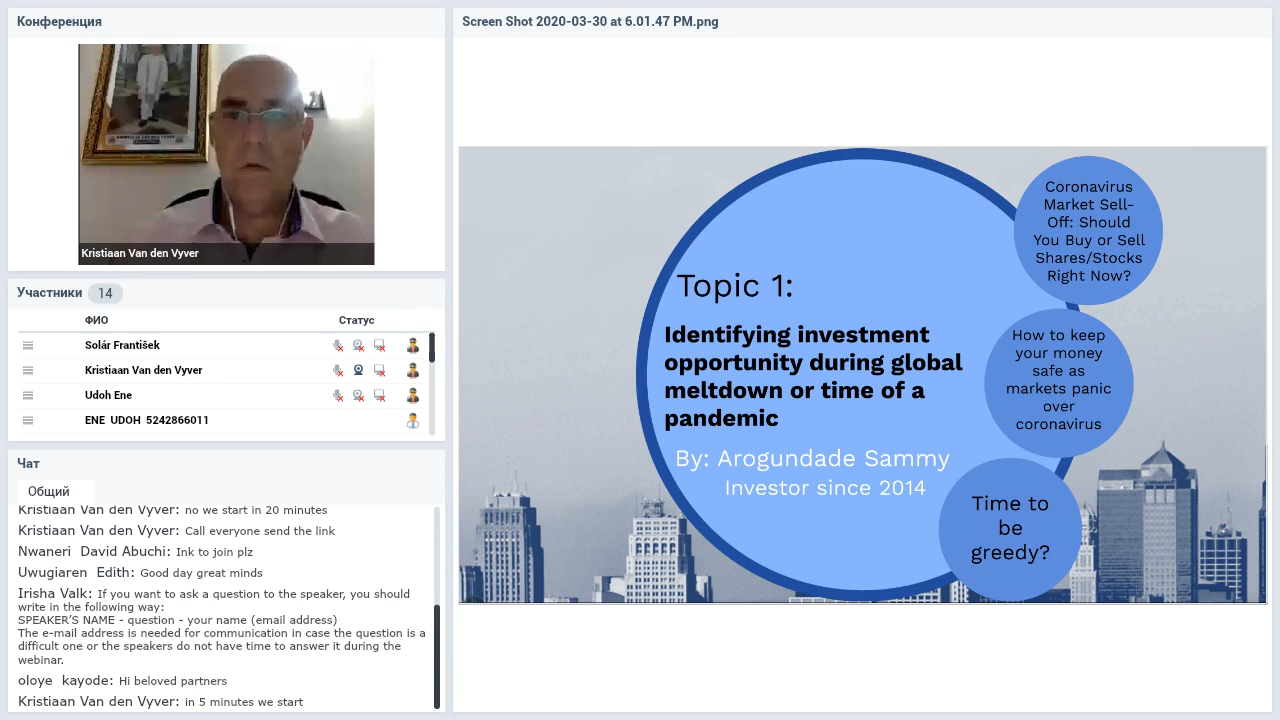 Конференция
Kristiaan Van den Vyver
Участники 14
ФИО Статус
Solár František
Kristiaan Van den Vyver
Udoh Ene
ENE UDOH 5242866011
Чат
Общий
Kristiaan Van den Vyver: no we start in 20 minutes
Kristiaan Van den Vyver: Call everyone send the link
Nwaneri David Abuchi: Ink to join plz
Uwugiaren Edith: Good day great minds
Irisha Valk: If you want to ask a question to the speaker, you should
write in the following way:
SPEAKER'S NAME - question - your name (email address)
The e-mail address is needed for communication in case the question is a
difficult one or the speakers do not have time to answer it during the
webinar.
oloye kayode: Hi beloved partners
Kristiaan Van den Vyver: in 5 minutes we start
Screen Shot 2020-03-30 at 6.01.47 PM.png
Topic 1:
Identifying investment
opportunity during global
meltdown or time of a
pandemic
By: Arogundade Sammy
Investor since 2014
Coronavirus
Market Sell-
Off: Should
You Buy or Sell
Shares/Stocks
Right Now?
How to keep
your money
safe as
markets panic
over
coronavirus
Time to
be
greedy?